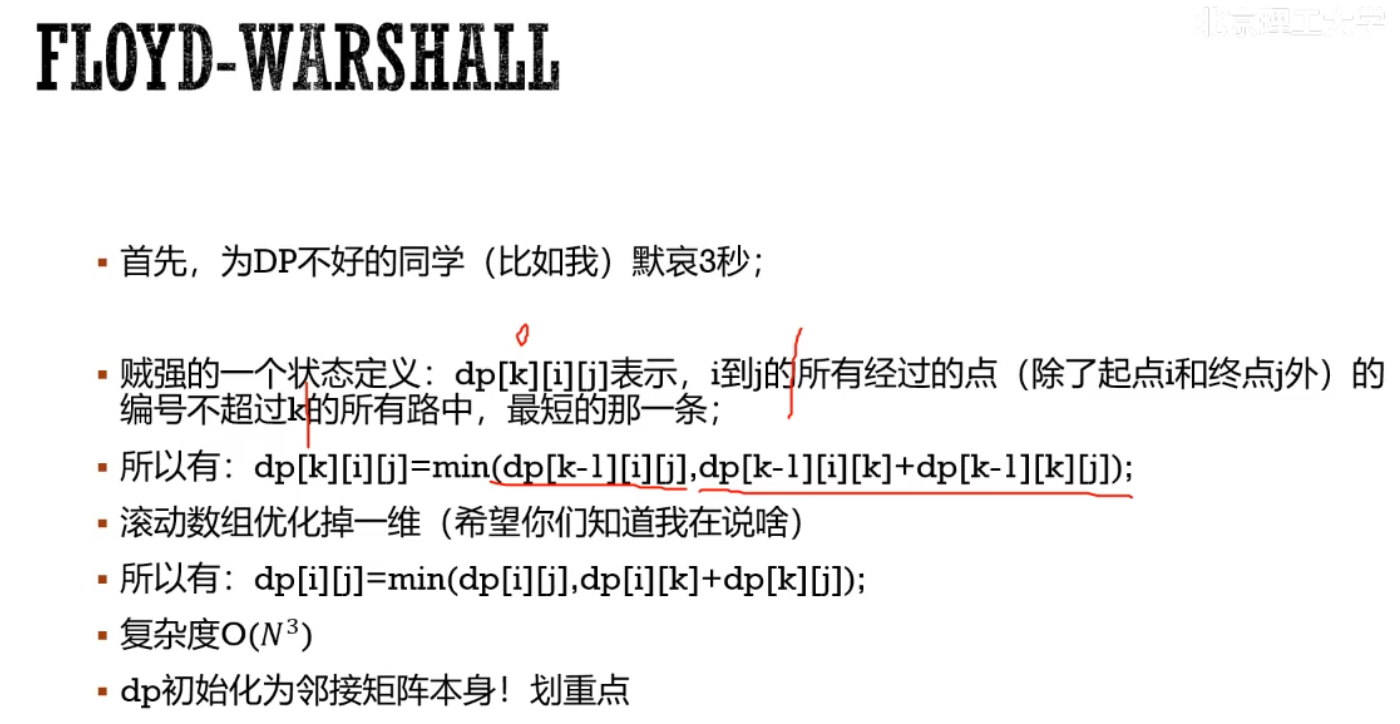 北京理工大学
FLOYD-WARSHALL
▪ 首先，为DP不好的同学（比如我）默哀3秒；
0
▪ 贼强的一个状态定义：dp[k][i][j]表示，i到j的所有经过的点（除了起点i和终点j外）的
编号不超过k的所有路中，最短的那一条；
▪ 所以有：dp[k][i][j]=min(dp[k-1][i][j],dp[k-1][i][k]+dp[k-1][k][j]);
▪ 滚动数组优化掉一维（希望你们知道我在说啥）
▪ 所以有：dp[i][j]=min(dp[i][j],dp[i][k]+dp[k][j]);
▪ 复杂度O(N³)
▪ dp初始化为邻接矩阵本身！划重点